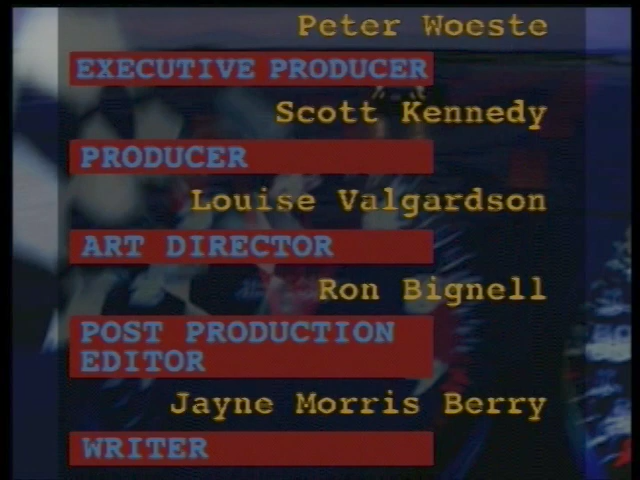 Peter Woeste
EXECUTIVE PRODUCER
Scott Kennedy
PRODUCER
Louise Valgardson
ART DIRECTOR
Ron Bignell
POST PRODUCTION
EDITOR
Jayne Morris Berry
WRITER